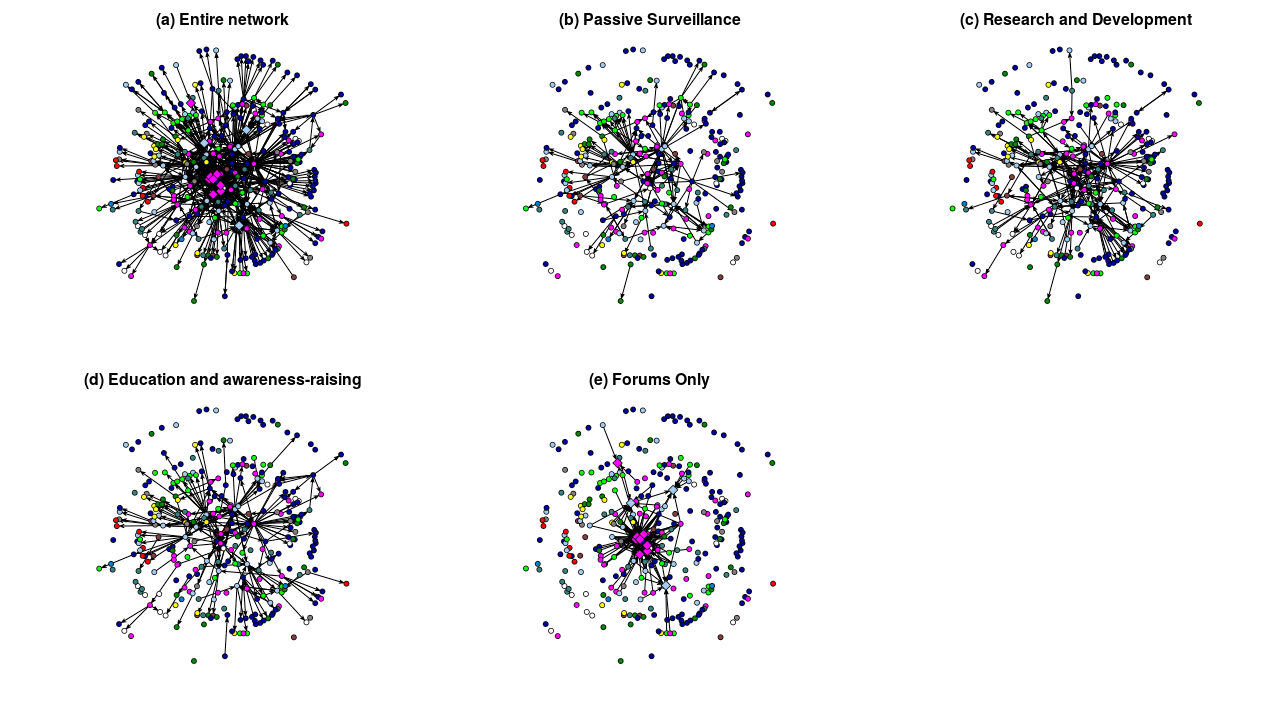 (a) Entire network
(b) Passive Surveillance
(c) Research and Development
(d) Education and awareness-raising
(e) Forums Only